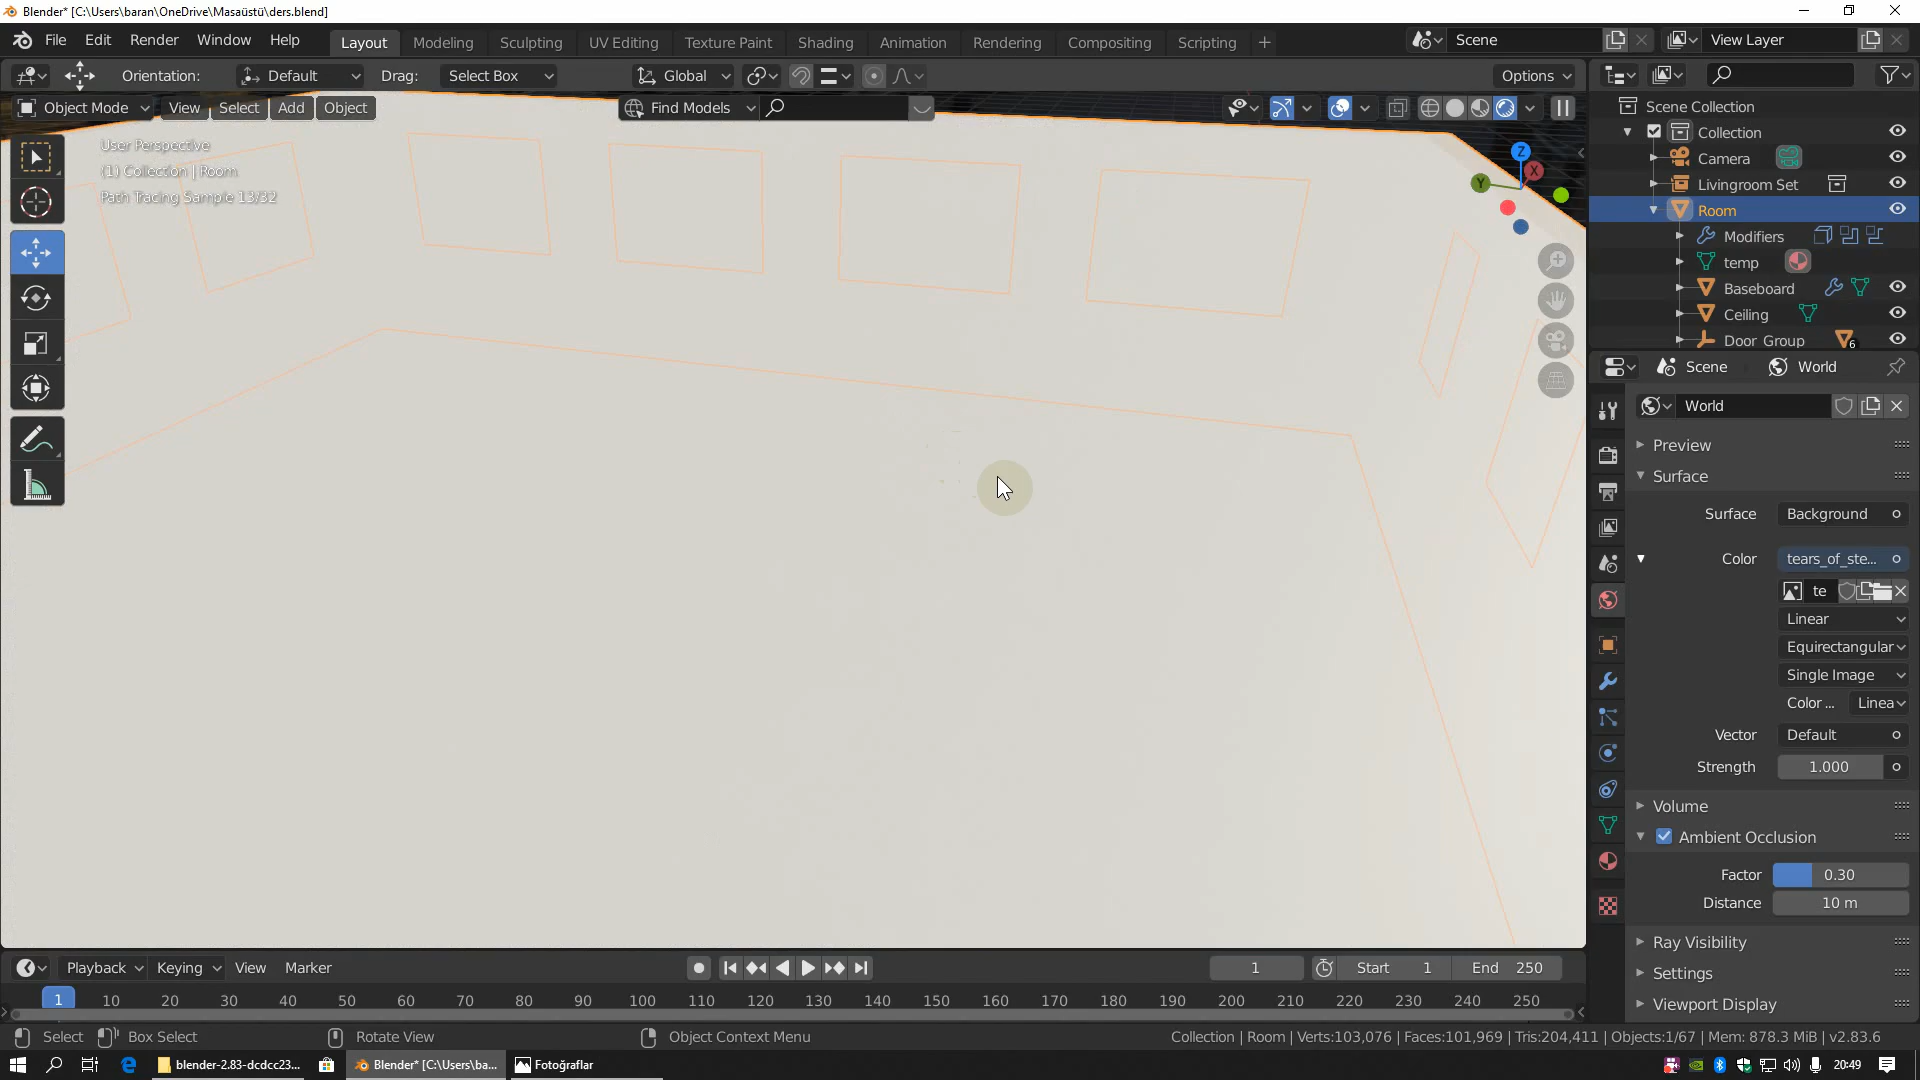 Blender* [C:\Users\baran\OneDrive\Masaüstü\ders.blend]
File Edit Render Window Help Layout Modeling Sculpting UV Editing Texture Paint Shading Animation Rendering Compositing Scripting Scene View Layer
Orientation: Default Drag: Select Box Global Options
Object Mode View Select Add Object Find Models
User Perspective
(1) Collection | Room
Path Tracing Sample 13/32
Z
X
Y
Scene Collection
Collection
Camera
Livingroom Set
Room
Modifiers
temp
Baseboard
Ceiling
Door Group 6
Scene World
World
Preview
Surface
Surface Background
Color tears_of_ste...
te
Linear
Equirectangular
Single Image
Color ... Linea
Vector Default
Strength 1.000
Volume
Ambient Occlusion
Factor 0.30
Distance 10 m
Ray Visibility
Settings
Viewport Display
Playback Keying View Marker 1 Start 1 End 250
1 10 20 30 40 50 60 70 80 90 100 110 120 130 140 150 160 170 180 190 200 210 220 230 240 250
Select Box Select Rotate View Object Context Menu Collection | Room | Verts:103,076 | Faces:101,969 | Tris:204,411 | Objects:1/67 | Mem: 878.3 MiB | v2.83.6
blender-2.83-dcdcc23... Blender* [C:\Users\ba... Fotoğraflar 20:49